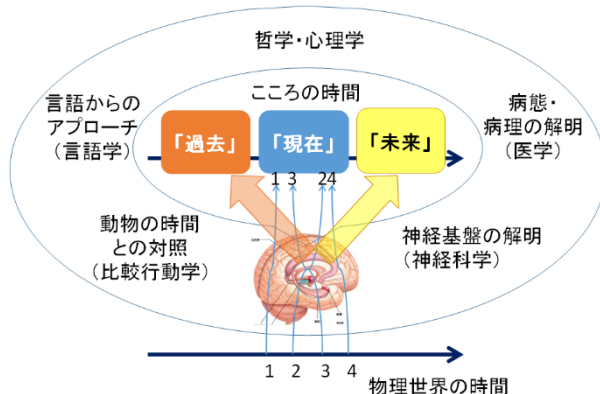 哲学・心理学
言語からの
アプローチ
（言語学）
こころの時間
病態・
病理の解明
（医学）
「過去」
「現在」
「未来」
1 3 24
動物の時間
との対照
（比較行動学）
神経基盤の解明
（神経科学）
1 2 3 4
物理世界の時間